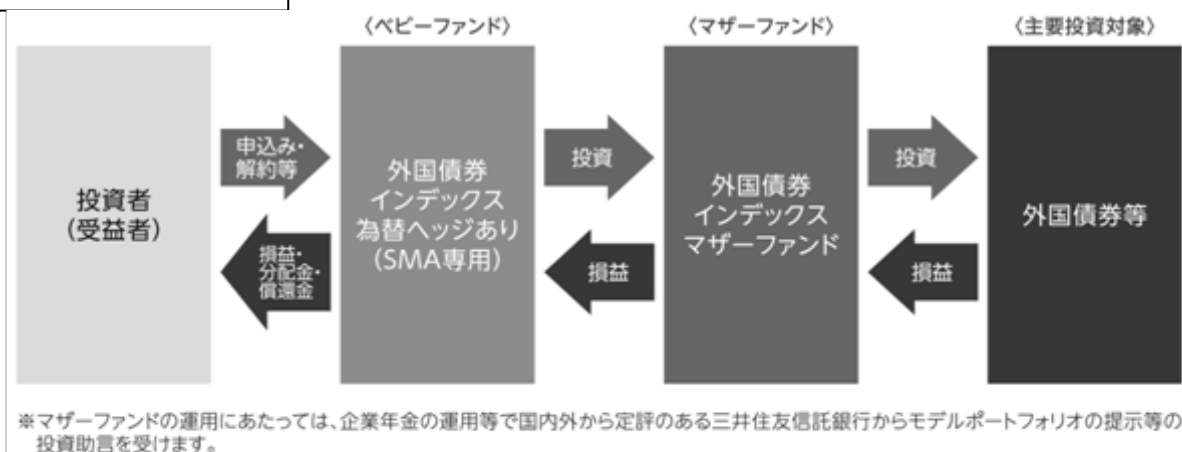 〈ベビーファンド〉
〈マザーファンド〉
〈主要投資対象〉
投資者
(受益者)
申込み・
解約等
損益・
分配金・
償還金
外国債券
インデックス
為替ヘッジあり
(SMA専用)
投資
損益
外国債券
インデックス
マザーファンド
投資
損益
外国債券等
※マザーファンドの運用にあたっては、企業年金の運用等で国内外から定評のある三井住友信託銀行からモデルポートフォリオの提示等の
投資助言を受けます。